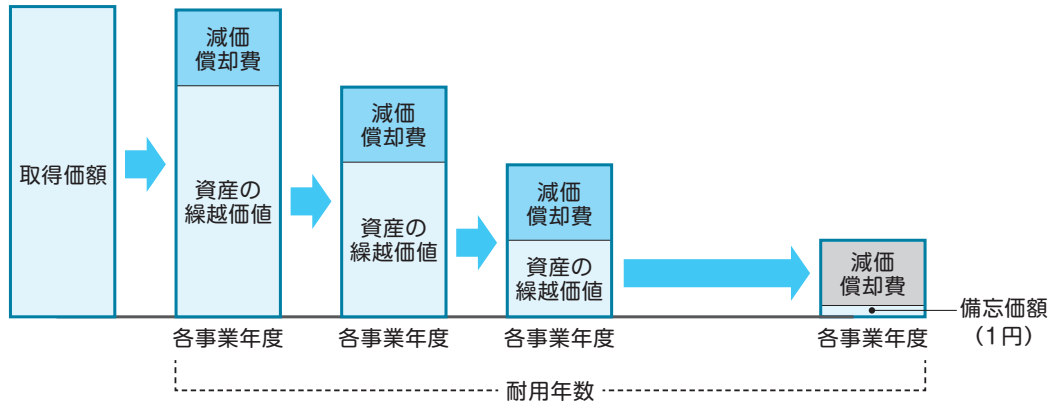 取得価額
減価
償却費
資産の
繰越価値
各事業年度
減価
償却費
資産の
繰越価値
各事業年度
減価
償却費
資産の
繰越価値
各事業年度
減価
償却費
備忘価額
（1円）
各事業年度
耐用年数